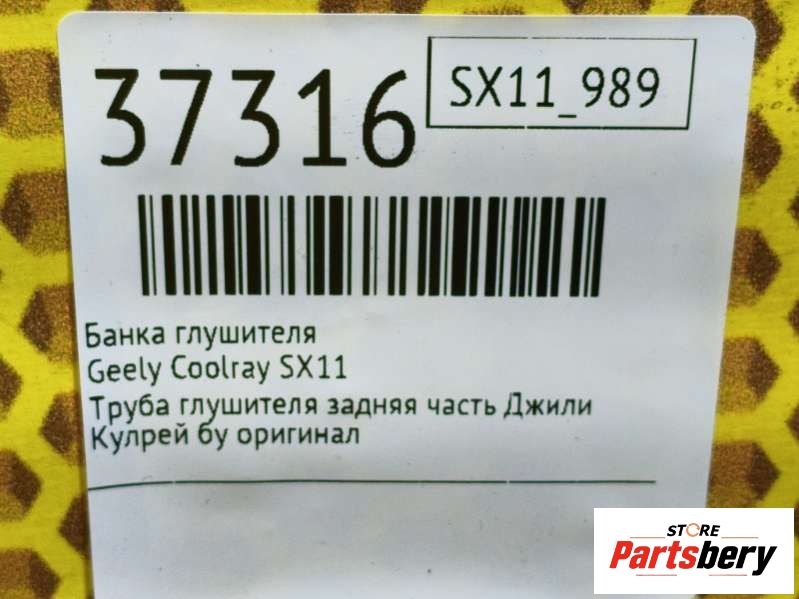 37316
SX11_989
Банка глушителя
Geely Coolray SX11
Труба глушителя задняя часть Джили
Кулрей бу оригинал
STORE
Partsbery